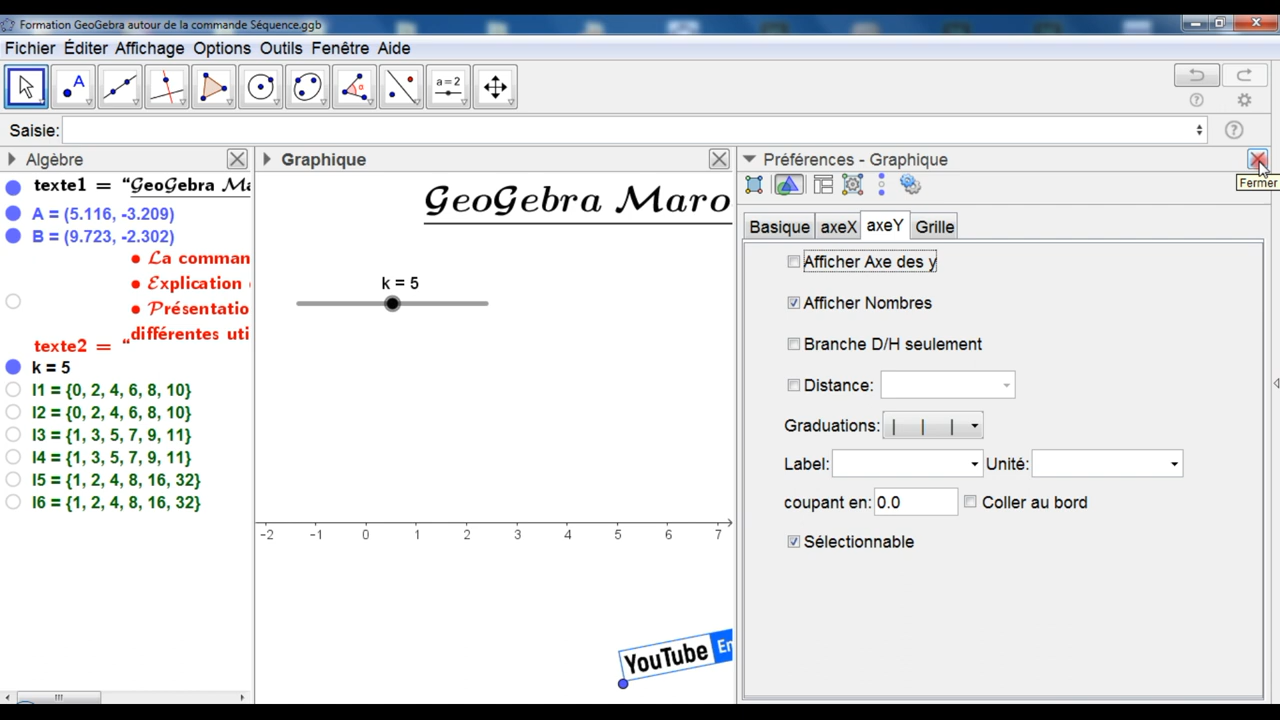 Formation GeoGebra autour de la commande Séquence.ggb
Fichier Éditer Affichage Options Outils Fenêtre Aide
A
a=2
Saisie:
Algèbre
Graphique
Préférences - Graphique
Fermer
texte1 = “GeoGebra Ma
GeoGebra Maro
Basique axeX axeY Grille
A = (5.116, -3.209)
B = (9.723, -2.302)
• La comman
• Explication
• Présentatio
différentes uti
texte2 = “
k = 5
l1 = {0, 2, 4, 6, 8, 10}
l2 = {0, 2, 4, 6, 8, 10}
l3 = {1, 3, 5, 7, 9, 11}
l4 = {1, 3, 5, 7, 9, 11}
l5 = {1, 2, 4, 8, 16, 32}
l6 = {1, 2, 4, 8, 16, 32}
k = 5
-2 -1 0 1 2 3 4 5 6 7
YouTube En
Afficher Axe des y
Afficher Nombres
Branche D/H seulement
Distance:
Graduations:
Label: Unité:
coupant en: 0.0 Coller au bord
Sélectionnable